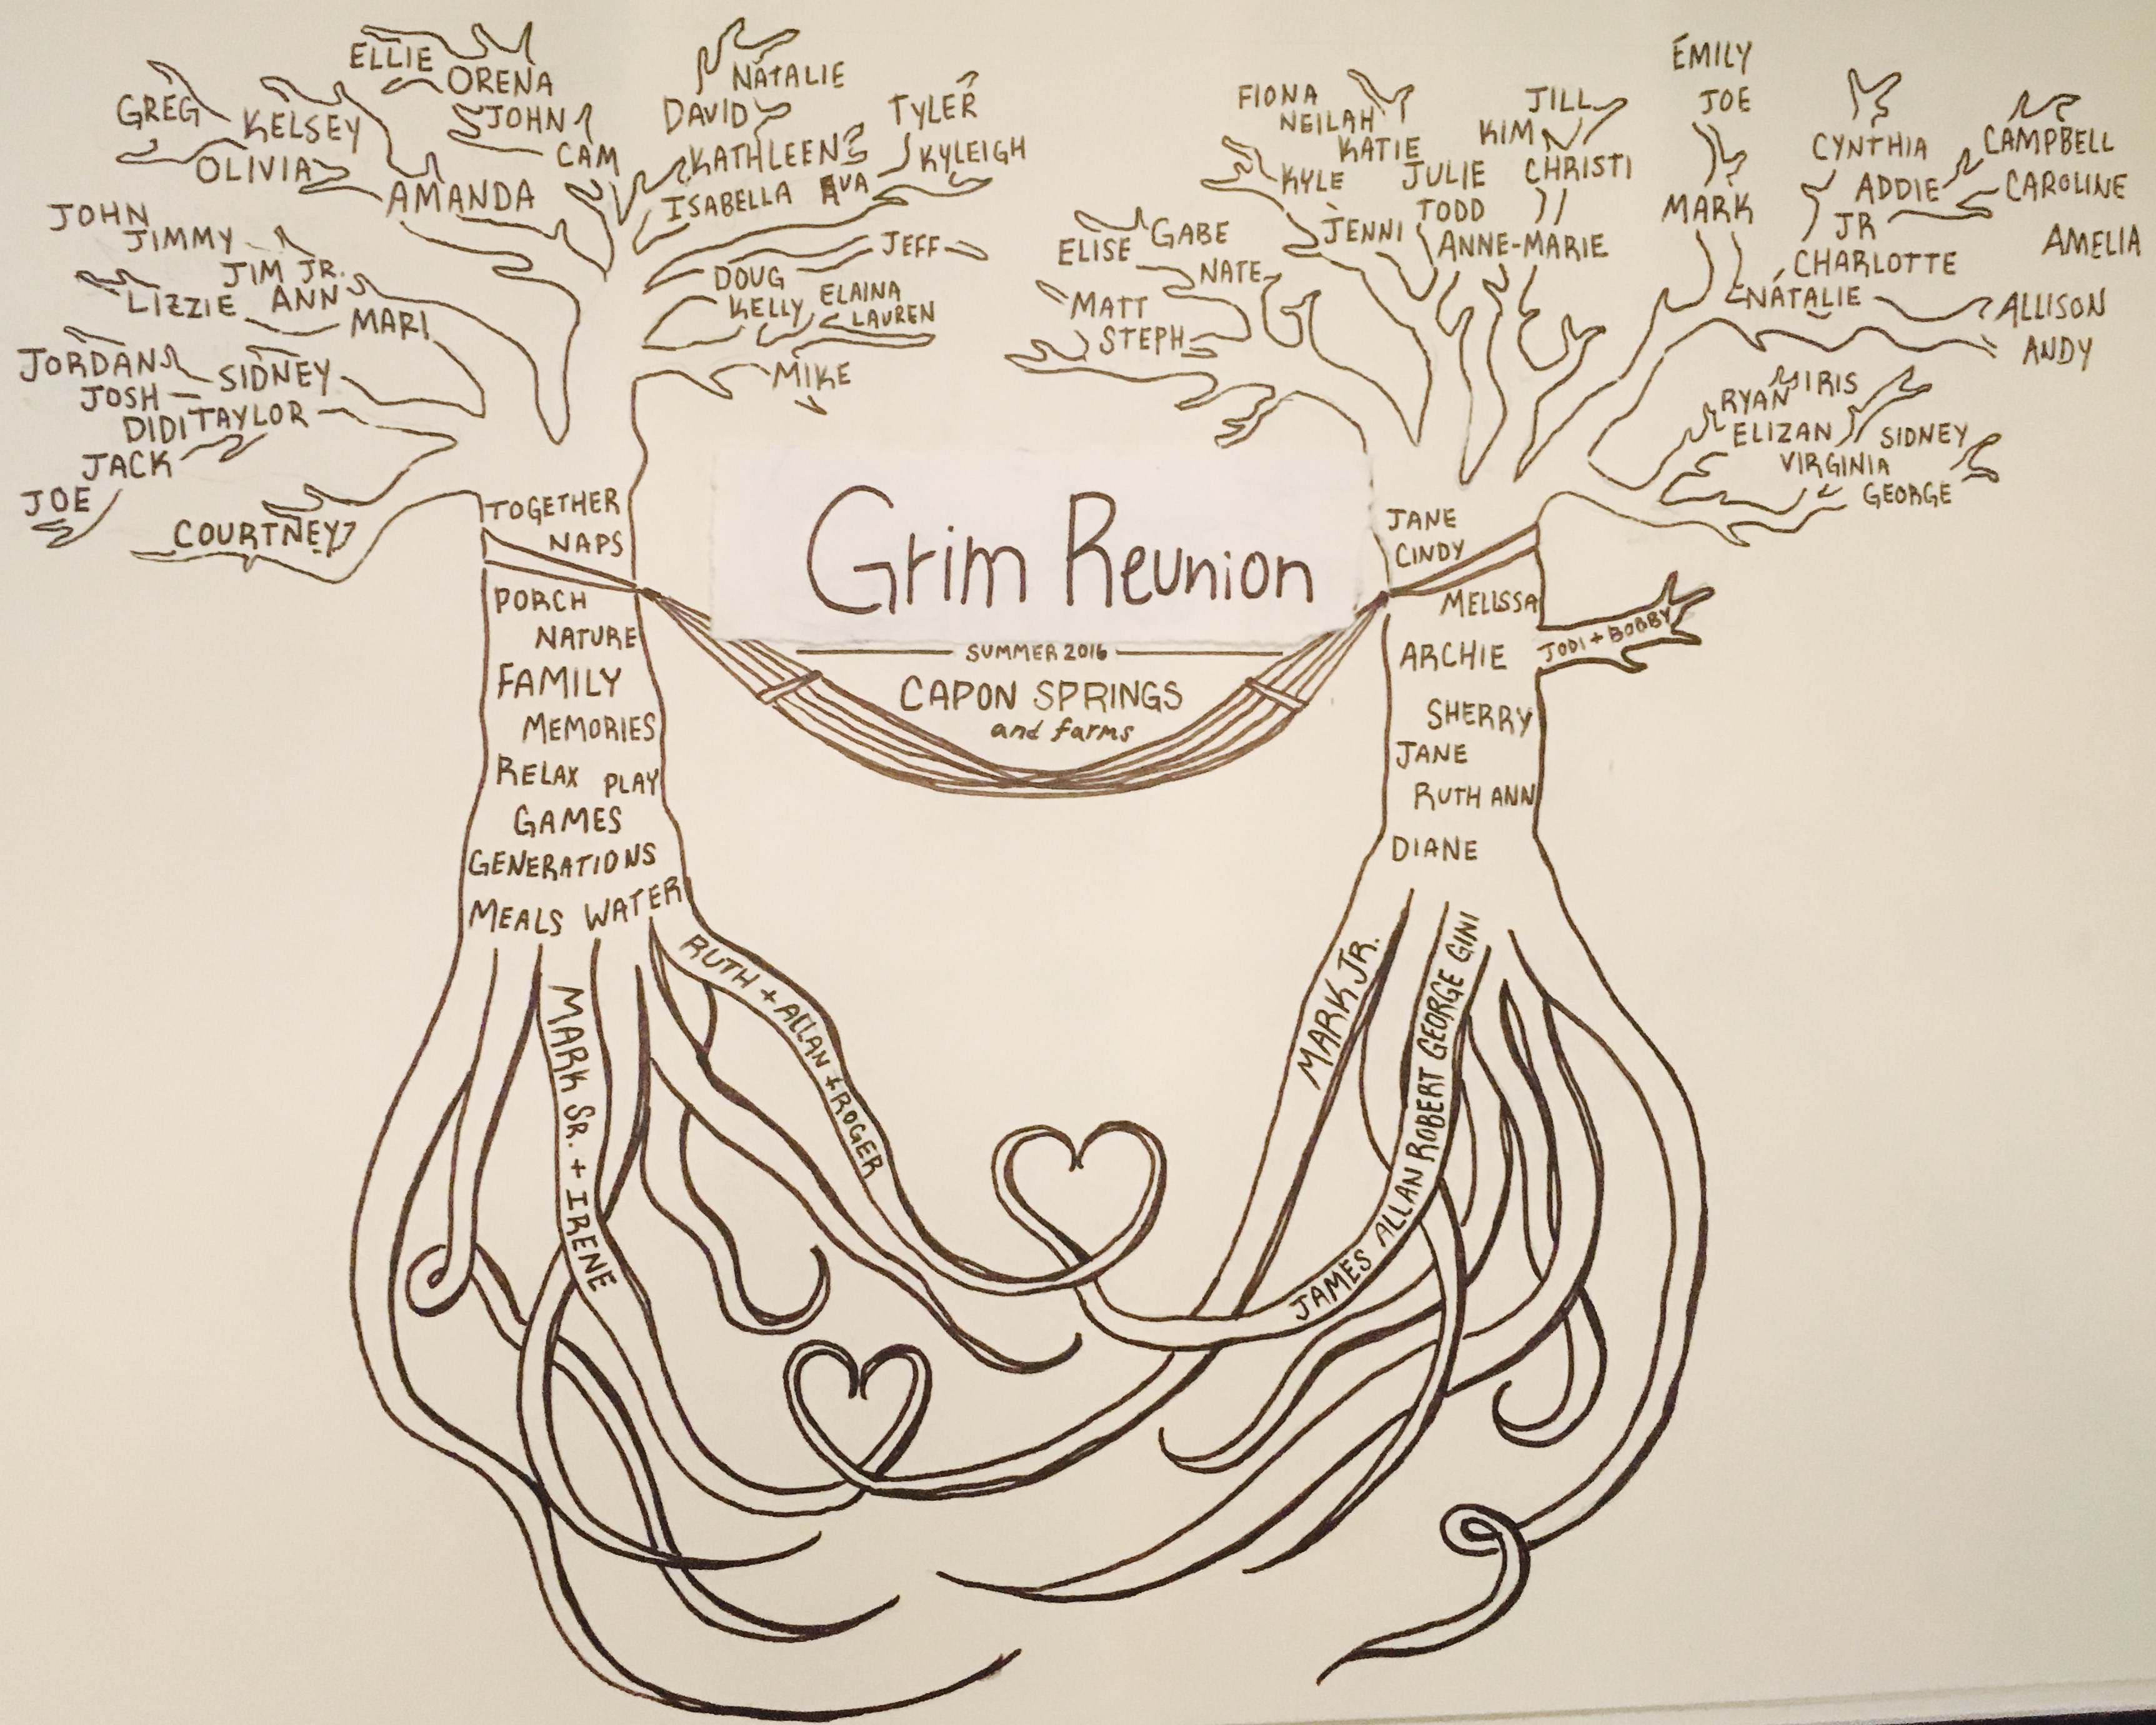 ELLIE
ORENA
GREG
KELSEY
JOHN
OLIVIA
CAM
AMANDA
NATALIE
DAVID
TYLER
KATHLEEN
KYLEIGH
ISABELLA AVA
JOHN
JIMMY
JIM JR.
LIZZIE ANN
MARI
JEFF
DOUG
KELLY ELAINA
LAUREN
MIKE
JORDAN
SIDNEY
JOSH
DIDI TAYLOR
JACK
JOE
COURTNEY
FIONA
NEILAH
KATIE
KYLE
JENNI
JULIE
TODD
JILL
KIM
CHRISTI
ANNE-MARIE
ELISE GABE
NATE
MATT
STEPH
EMILY
JOE
MARK
CYNTHIA
CAMPBELL
ADDIE
CAROLINE
JR
AMELIA
CHARLOTTE
NATALIE
ALLISON
ANDY
RYAN IRIS
ELIZAN SIDNEY
VIRGINIA
GEORGE
TOGETHER
NAPS
PORCH
NATURE
FAMILY
MEMORIES
RELAX PLAY
GAMES
GENERATIONS
MEALS WATER
Grim Reunion
SUMMER 2016
CAPON SPRINGS
and farms
JANE
CINDY
MELISSA
ARCHIE
JODI + BOBBY
SHERRY
JANE
RUTH ANN
DIANE
MARK SR. + IRENE
RUTH + ALLAN + ROGER
MARK JR.
JAMES ALLAN ROBERT GEORGE GINI